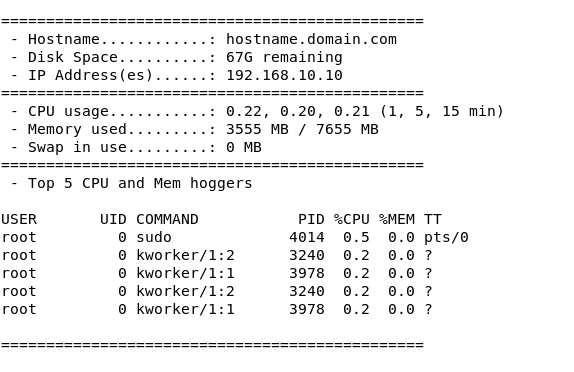 ===============================================
 - Hostname............: hostname.domain.com
 - Disk Space..........: 67G remaining
 - IP Address(es)......: 192.168.10.10
===============================================
 - CPU usage...........: 0.22, 0.20, 0.21 (1, 5, 15 min)
 - Memory used.........: 3555 MB / 7655 MB
 - Swap in use.........: 0 MB
===============================================
 - Top 5 CPU and Mem hoggers

USER       UID COMMAND           PID %CPU %MEM TT
root         0 sudo             4014  0.5  0.0 pts/0
root         0 kworker/1:2      3240  0.2  0.0 ?
root         0 kworker/1:1      3978  0.2  0.0 ?
root         0 kworker/1:2      3240  0.2  0.0 ?
root         0 kworker/1:1      3978  0.2  0.0 ?

===============================================